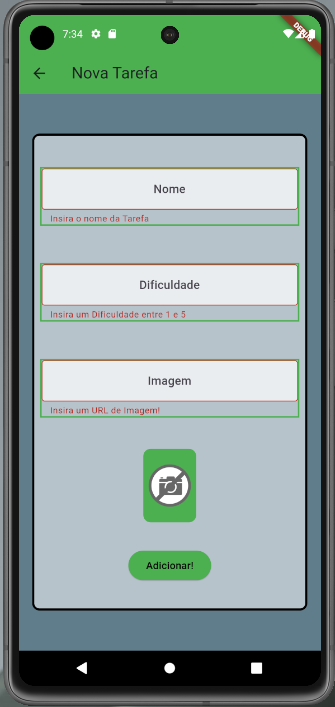 7:34
DEBUG
Nova Tarefa
Nome
Insira o nome da Tarefa
Dificuldade
Insira um Dificuldade entre 1 e 5
Imagem
Insira um URL de Imagem!
Adicionar!